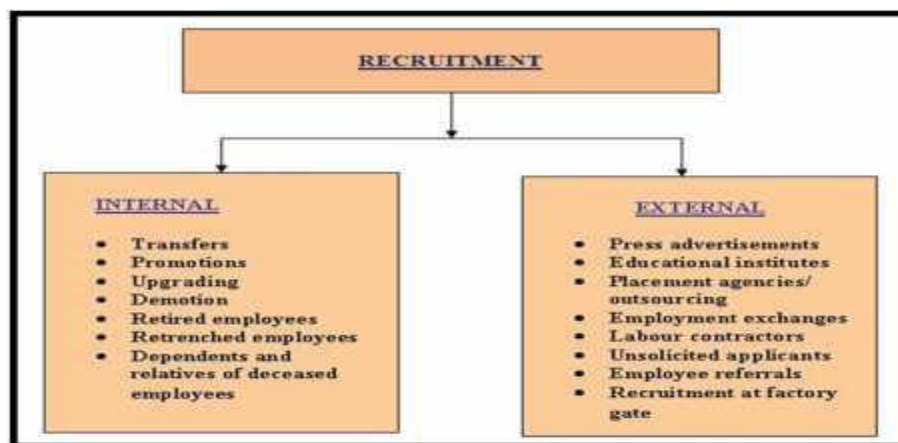 RECRUITMENT
INTERNAL
• Transfers
• Promotions
• Upgrading
• Demotion
• Retired employees
• Retrenched employees
• Dependents and
relatives of deceased
employees
EXTERNAL
• Press advertisements
• Educational institutes
• Placement agencies/
outsourcing
• Employment exchanges
• Labour contractors
• Unsolicited applicants
• Employee referrals
• Recruitment at factory
gate